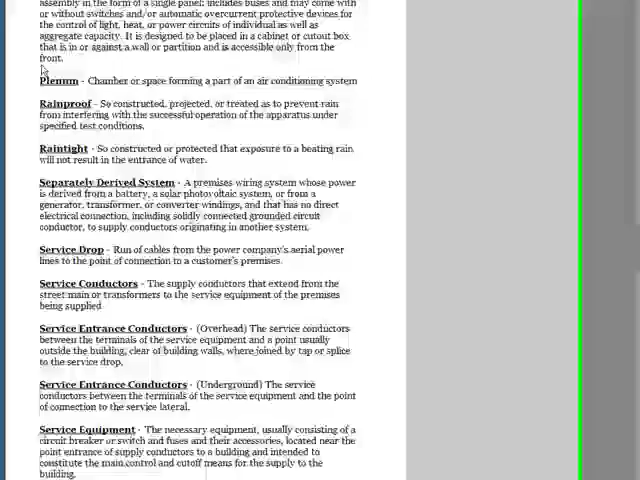 assembly in the form of a single panel; includes buses and may come with
or without switches and/or automatic overcurrent protective devices for
the control of light, heat, or power circuits of individual as well as
aggregate capacity. It is designed to be placed in a cabinet or cutout box
that is in or against a wall or partition and is accessible only from the
front.
Plenum - Chamber or space forming a part of an air conditioning system
Rainproof - So constructed, projected, or treated as to prevent rain
from interfering with the successful operation of the apparatus under
specified test conditions.
Raintight - So constructed or protected that exposure to a beating rain
will not result in the entrance of water.
Separately Derived System - A premises wiring system whose power
is derived from a battery, a solar photovoltaic system, or from a
generator, transformer, or converter windings, and that has no direct
electrical connection, including solidly connected grounded circuit
conductor, to supply conductors originating in another system.
Service Drop - Run of cables from the power company's aerial power
lines to the point of connection to a customer's premises.
Service Conductors - The supply conductors that extend from the
street main or transformers to the service equipment of the premises
being supplied
Service Entrance Conductors - (Overhead) The service conductors
between the terminals of the service equipment and a point usually
outside the building, clear of building walls, where joined by tap or splice
to the service drop.
Service Entrance Conductors - (Underground) The service
conductors between the terminals of the service equipment and the point
of connection to the service lateral.
Service Equipment - The necessary equipment, usually consisting of a
circuit breaker or switch and fuses and their accessories, located near the
point entrance of supply conductors to a building and intended to
constitute the main control and cutoff means for the supply to the
building.